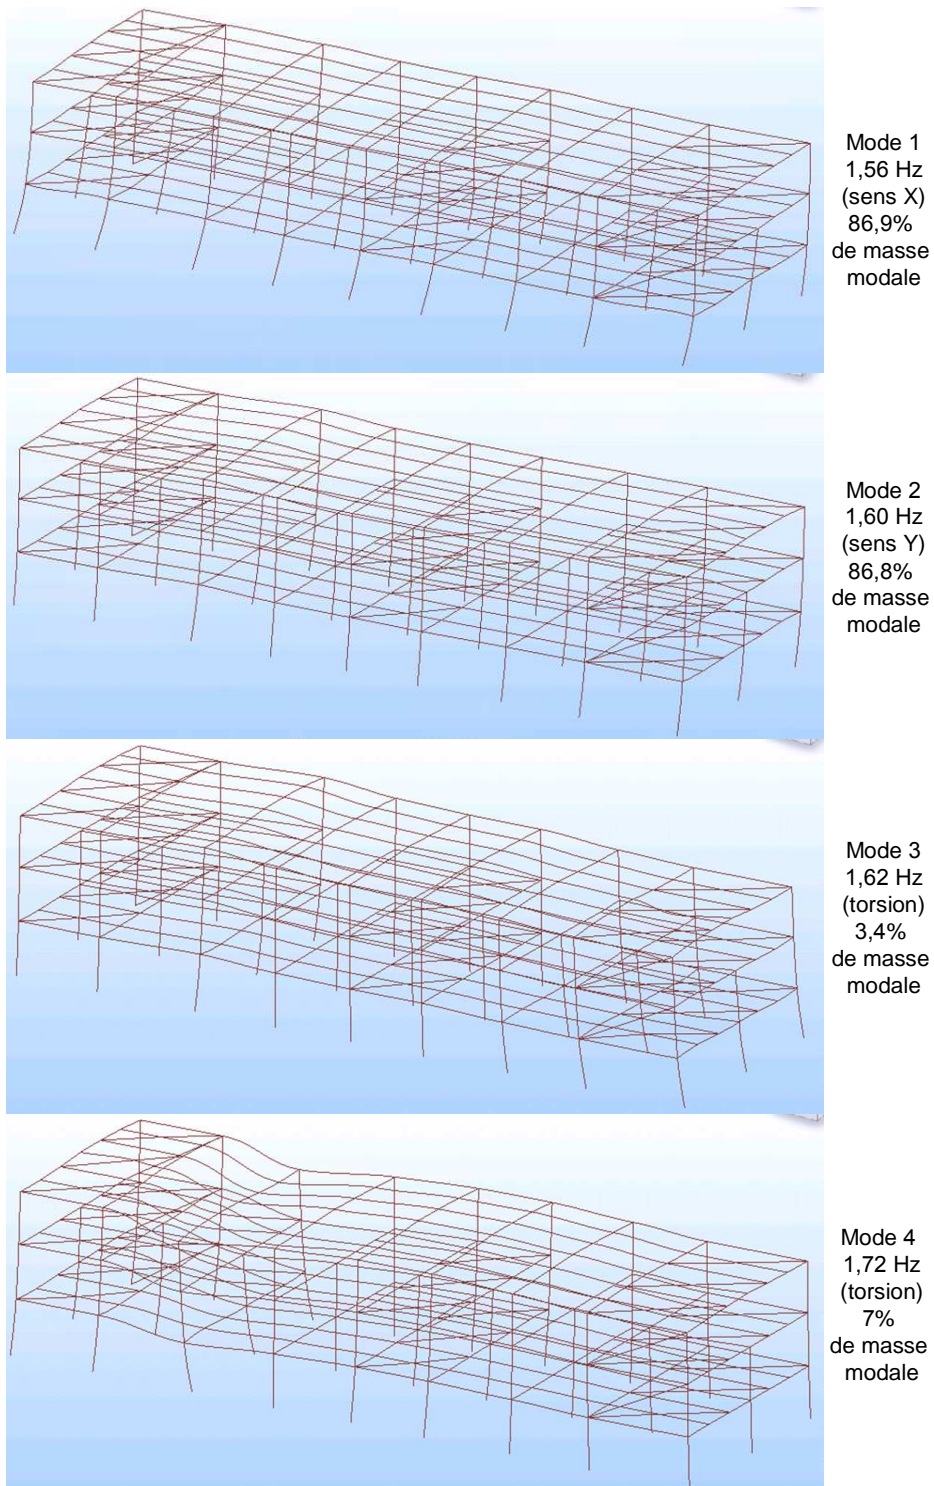 Mode 1
1,56 Hz
(sens X)
86,9%
de masse
modale
Mode 2
1,60 Hz
(sens Y)
86,8%
de masse
modale
Mode 3
1,62 Hz
(torsion)
3,4%
de masse
modale
Mode 4
1,72 Hz
(torsion)
7%
de masse
modale